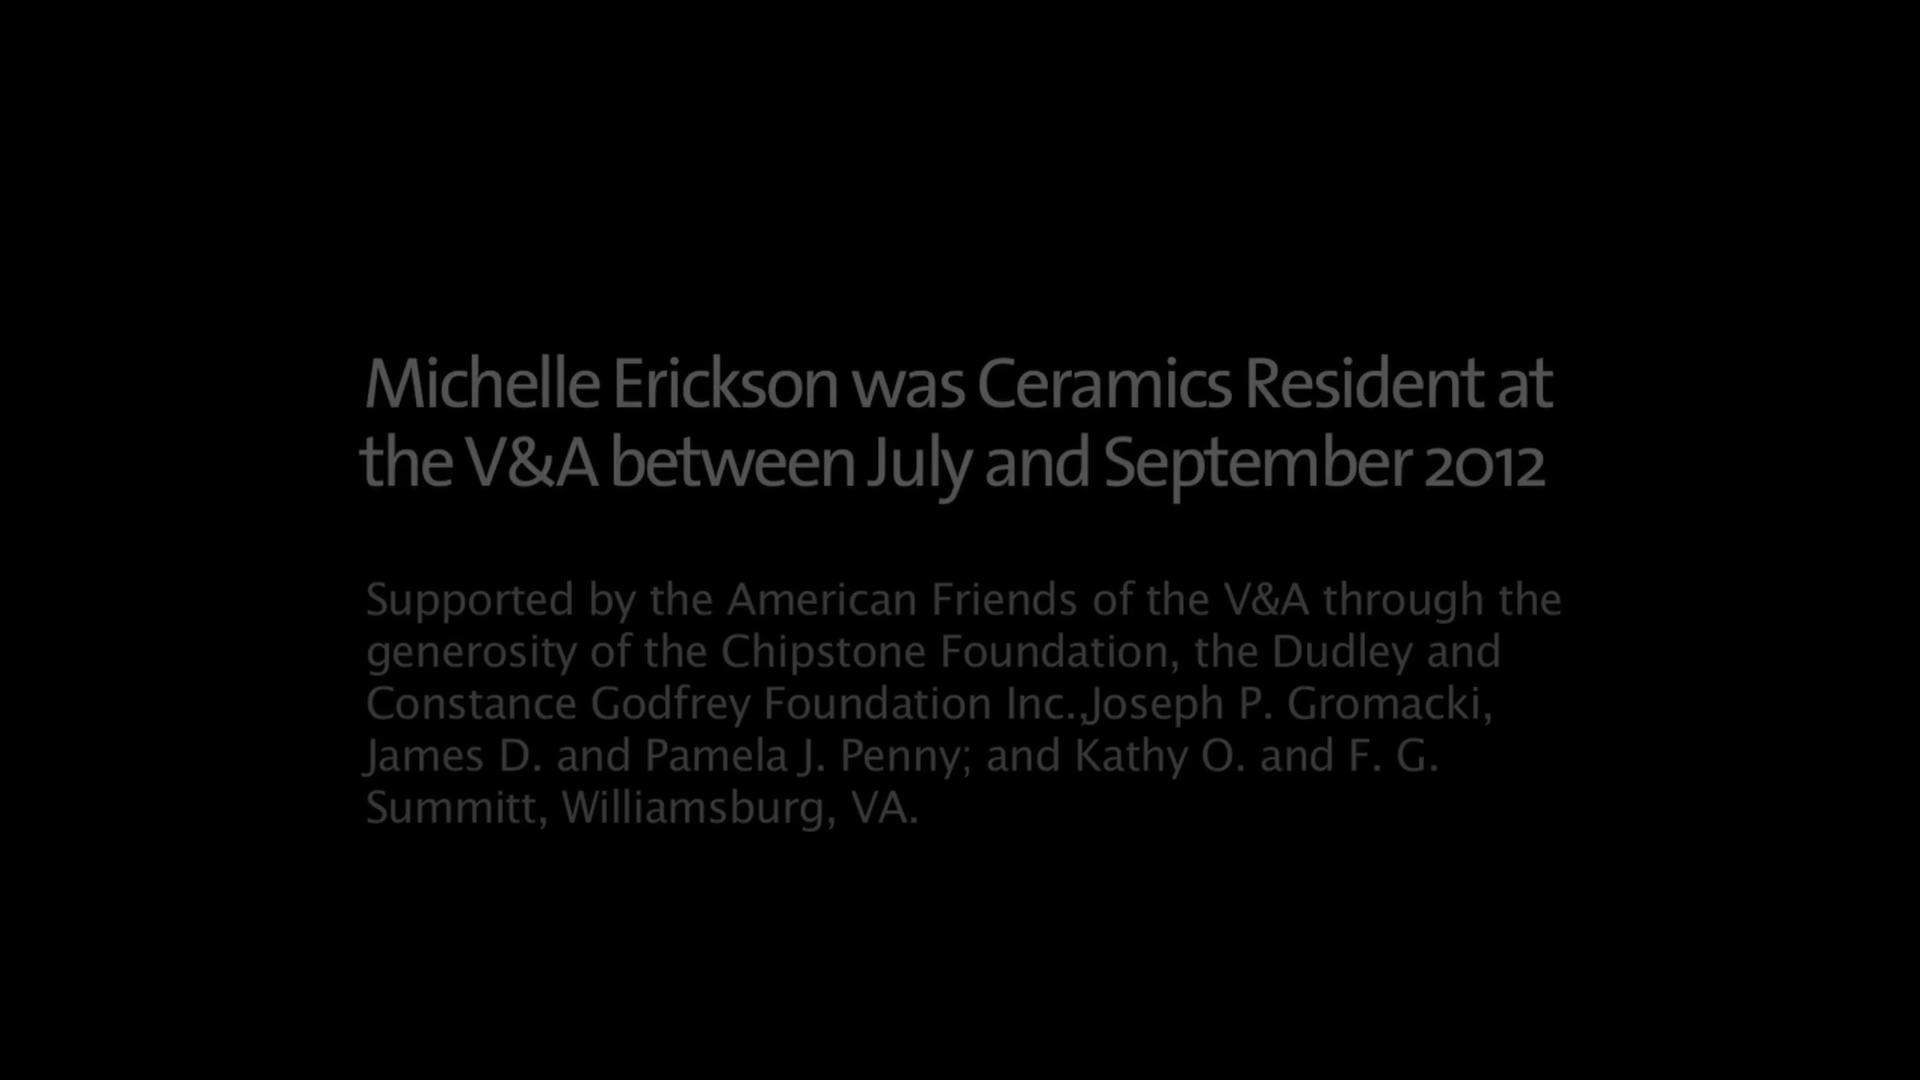 Michelle Erickson was Ceramics Resident at
the V&A between July and September 2012
Supported by the American Friends of the V&A through the
generosity of the Chipstone Foundation, the Dudley and
Constance Godfrey Foundation Inc.,Joseph P. Gromacki,
James D. and Pamela J. Penny; and Kathy O. and F. G.
Summitt, Williamsburg, VA.